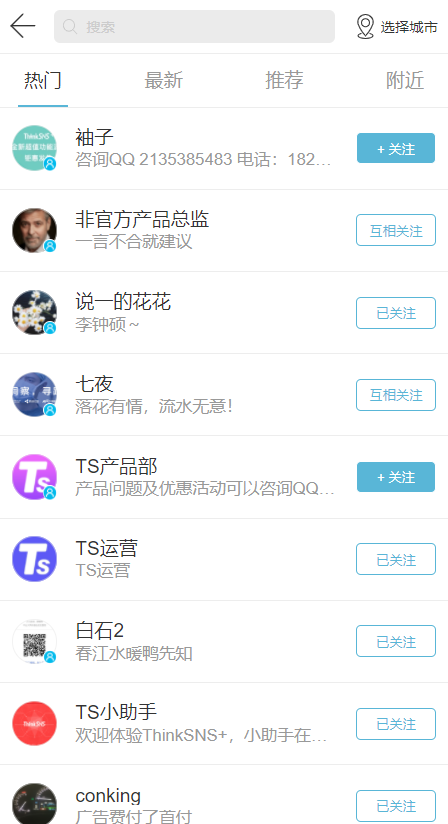 搜索
选择城市
热门 最新 推荐 附近
袖子
咨询QQ 2135385483 电话：182…
+ 关注
非官方产品总监
一言不合就建议
互相关注
说一的花花
李钟硕～
已关注
七夜
落花有情，流水无意！
互相关注
TS产品部
产品问题及优惠活动可以咨询QQ…
+ 关注
TS运营
TS运营
已关注
白石2
春江水暖鸭先知
已关注
TS小助手
欢迎体验ThinkSNS+，小助手在…
已关注
conking
广告费付了首付
已关注